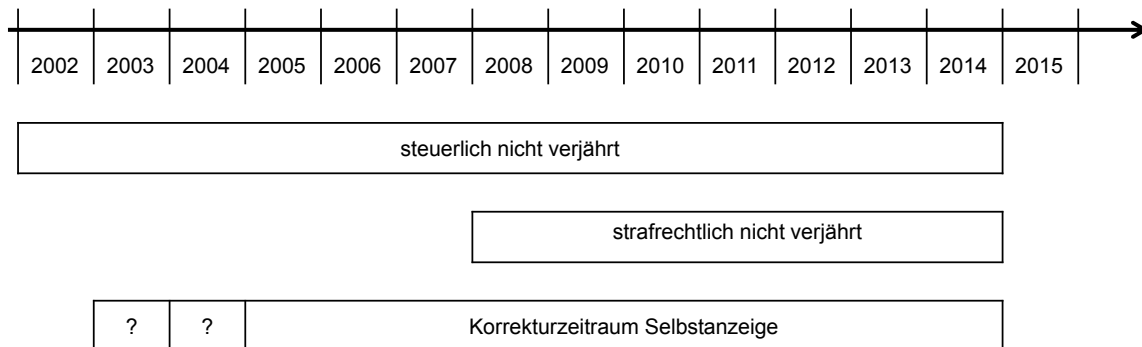 2002 2003 2004 2005 2006 2007 2008 2009 2010 2011 2012 2013 2014 2015
steuerlich nicht verjährt
strafrechtlich nicht verjährt
? ? Korrekturzeitraum Selbstanzeige